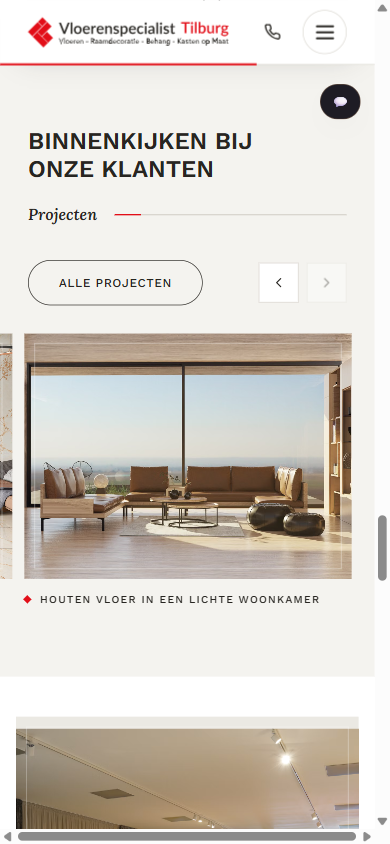 Vloerenspecialist Tilburg
Vloeren - Raamdecoratie - Behang - Kasten op Maat
BINNENKIJKEN BIJ
ONZE KLANTEN
Projecten
ALLE PROJECTEN
HOUTEN VLOER IN EEN LICHTE WOONKAMER